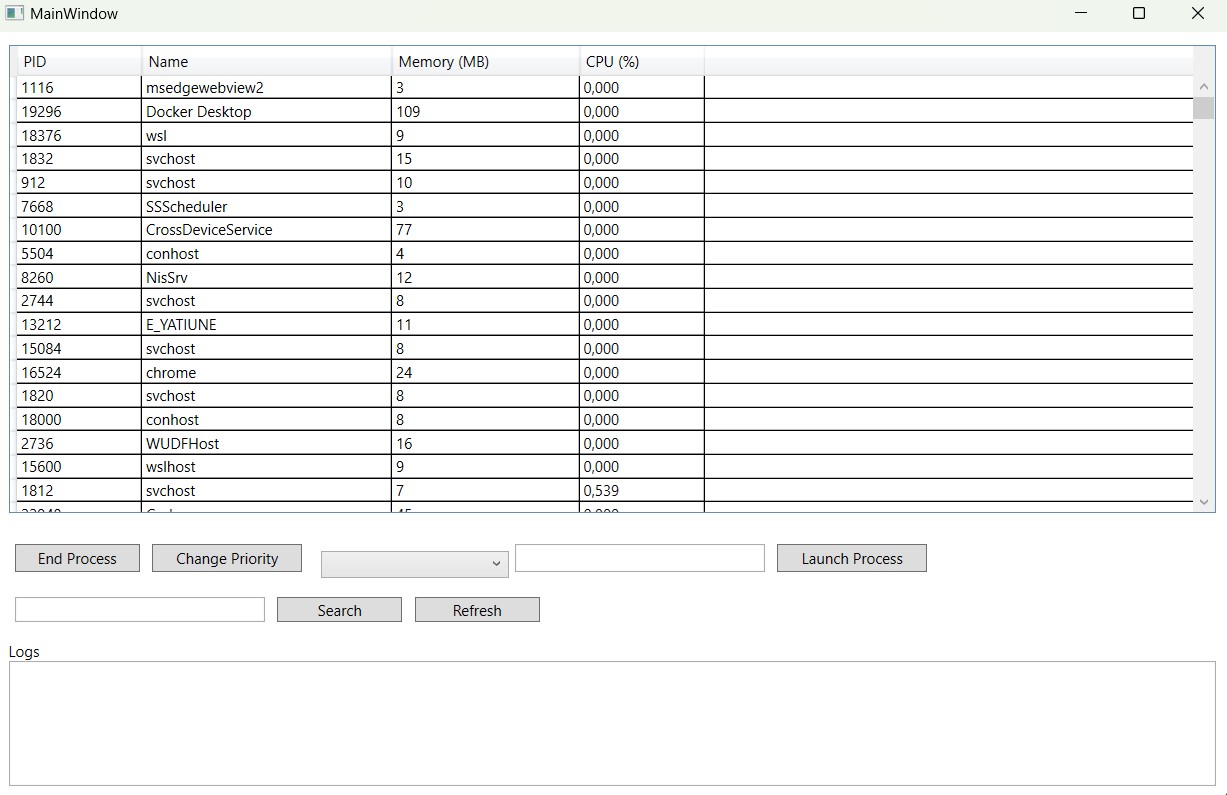 MainWindow
PID Name Memory (MB) CPU (%)
1116 msedgewebview2 3 0,000
19296 Docker Desktop 109 0,000
18376 wsl 9 0,000
1832 svchost 15 0,000
912 svchost 10 0,000
7668 SSScheduler 3 0,000
10100 CrossDeviceService 77 0,000
5504 conhost 4 0,000
8260 NisSrv 12 0,000
2744 svchost 8 0,000
13212 E_YATIUNE 11 0,000
15084 svchost 8 0,000
16524 chrome 24 0,000
1820 svchost 8 0,000
18000 conhost 8 0,000
2736 WUDFHost 16 0,000
15600 wslhost 9 0,000
1812 svchost 7 0,539
End Process Change Priority Launch Process
Search Refresh
Logs